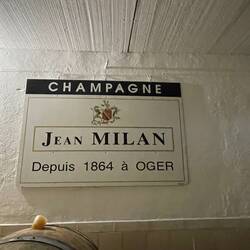 CHAMPAGNE
JEAN MILAN
Depuis 1864 à OGER